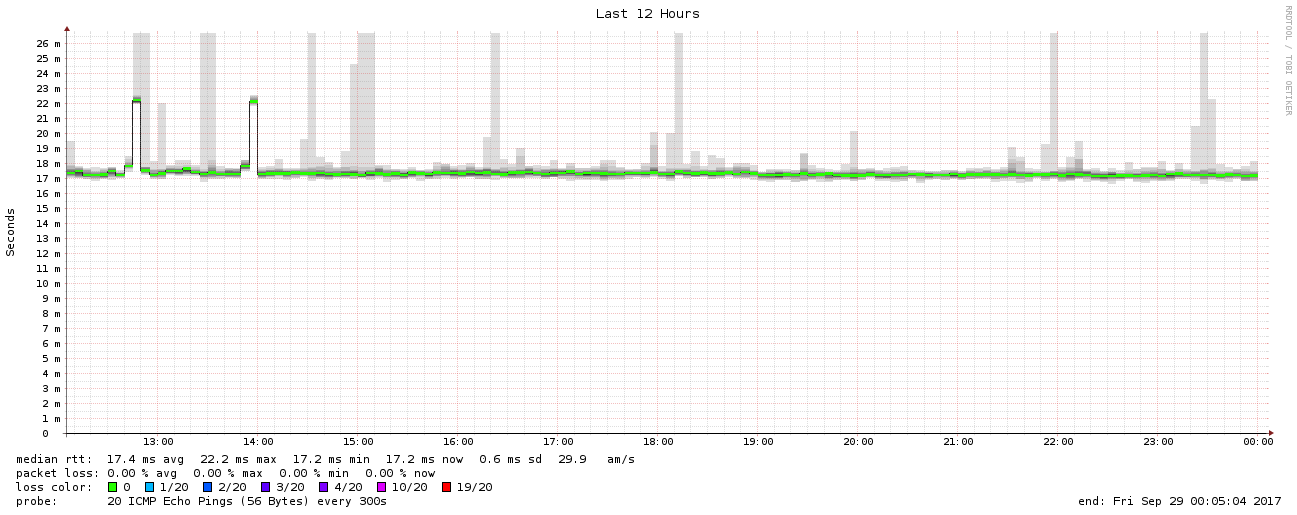 Last 12 Hours
RRDTOOL / TOBI OETIKER
Seconds
26 m
25 m
24 m
23 m
22 m
21 m
20 m
19 m
18 m
17 m
16 m
15 m
14 m
13 m
12 m
11 m
10 m
9 m
8 m
7 m
6 m
5 m
4 m
3 m
2 m
1 m
0
13:00 14:00 15:00 16:00 17:00 18:00 19:00 20:00 21:00 22:00 23:00 00:00
median rtt: 17.4 ms avg 22.2 ms max 17.2 ms min 17.2 ms now 0.6 ms sd 29.9 am/s
packet loss: 0.00 % avg 0.00 % max 0.00 % min 0.00 % now
loss color: 0 1/20 2/20 3/20 4/20 10/20 19/20
probe: 20 ICMP Echo Pings (56 Bytes) every 300s end: Fri Sep 29 00:05:04 2017